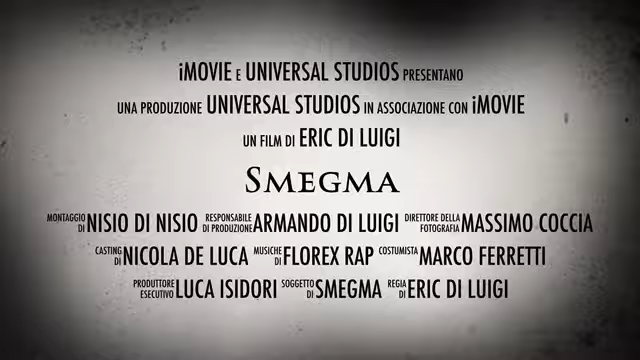 iMOVIE E UNIVERSAL STUDIOS PRESENTANO
UNA PRODUZIONE UNIVERSAL STUDIOS IN ASSOCIAZIONE CON iMOVIE
UN FILM DI ERIC DI LUIGI
SMEGMA
MONTAGGIO DI NISIO DI NISIO RESPONSABILE DI PRODUZIONE ARMANDO DI LUIGI DIRETTORE DELLA FOTOGRAFIA MASSIMO COCCIA
CASTING DI NICOLA DE LUCA MUSICHE DI FLOREX RAP COSTUMISTA MARCO FERRETTI
PRODUTTORE ESECUTIVO LUCA ISIDORI SOGGETTO DI SMEGMA REGIA DI ERIC DI LUIGI